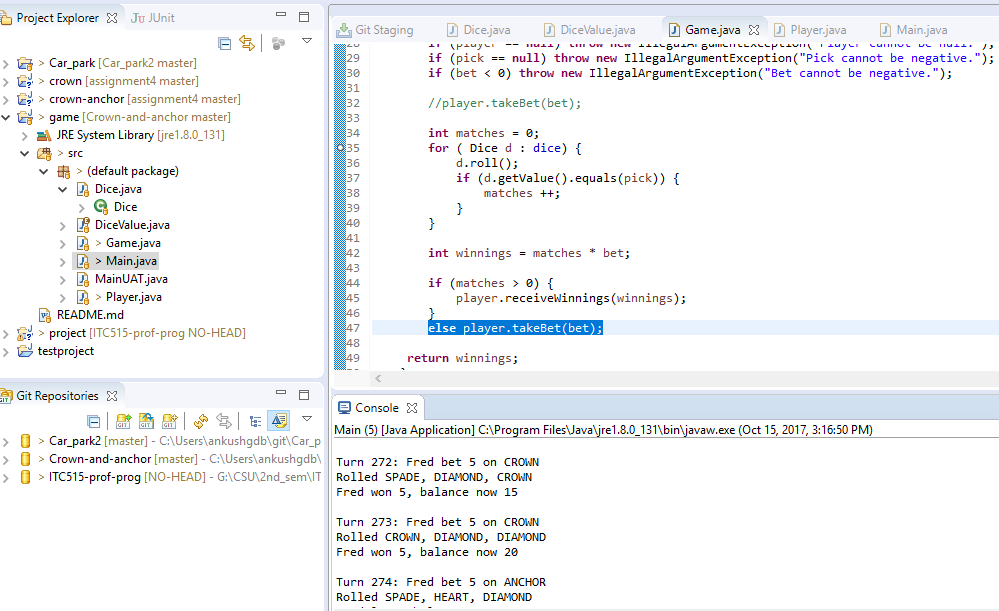 Project Explorer JUnit
> Car_park [Car_park2 master]
> crown [assignment4 master]
> crown-anchor [assignment4 master]
> game [Crown-and-anchor master]
JRE System Library [jre1.8.0_131]
> src
> (default package)
Dice.java
Dice
DiceValue.java
> Game.java
> Main.java
MainUAT.java
> Player.java
README.md
> project [ITC515-prof-prog NO-HEAD]
testproject
Git Repositories
> Car_park2 [master] - C:\Users\ankushgdb\git\Car_p
> Crown-and-anchor [master] - C:\Users\ankushgdb\
> ITC515-prof-prog [NO-HEAD] - G:\CSU\2nd_sem\IT
Git Staging Dice.java DiceValue.java Game.java Player.java Main.java
28 if (player == null) throw new IllegalArgumentException("Player cannot be null.");
29 if (pick == null) throw new IllegalArgumentException("Pick cannot be negative.");
30 if (bet < 0) throw new IllegalArgumentException("Bet cannot be negative.");
31
32 //player.takeBet(bet);
33
34 int matches = 0;
35 for ( Dice d : dice) {
36 d.roll();
37 if (d.getValue().equals(pick)) {
38 matches ++;
39 }
40 }
41
42 int winnings = matches * bet;
43
44 if (matches > 0) {
45 player.receiveWinnings(winnings);
46 }
47 else player.takeBet(bet);
48
49 return winnings;
Console
Main (5) [Java Application] C:\Program Files\Java\jre1.8.0_131\bin\javaw.exe (Oct 15, 2017, 3:16:50 PM)
Turn 272: Fred bet 5 on CROWN
Rolled SPADE, DIAMOND, CROWN
Fred won 5, balance now 15
Turn 273: Fred bet 5 on CROWN
Rolled CROWN, DIAMOND, DIAMOND
Fred won 5, balance now 20
Turn 274: Fred bet 5 on ANCHOR
Rolled SPADE, HEART, DIAMOND